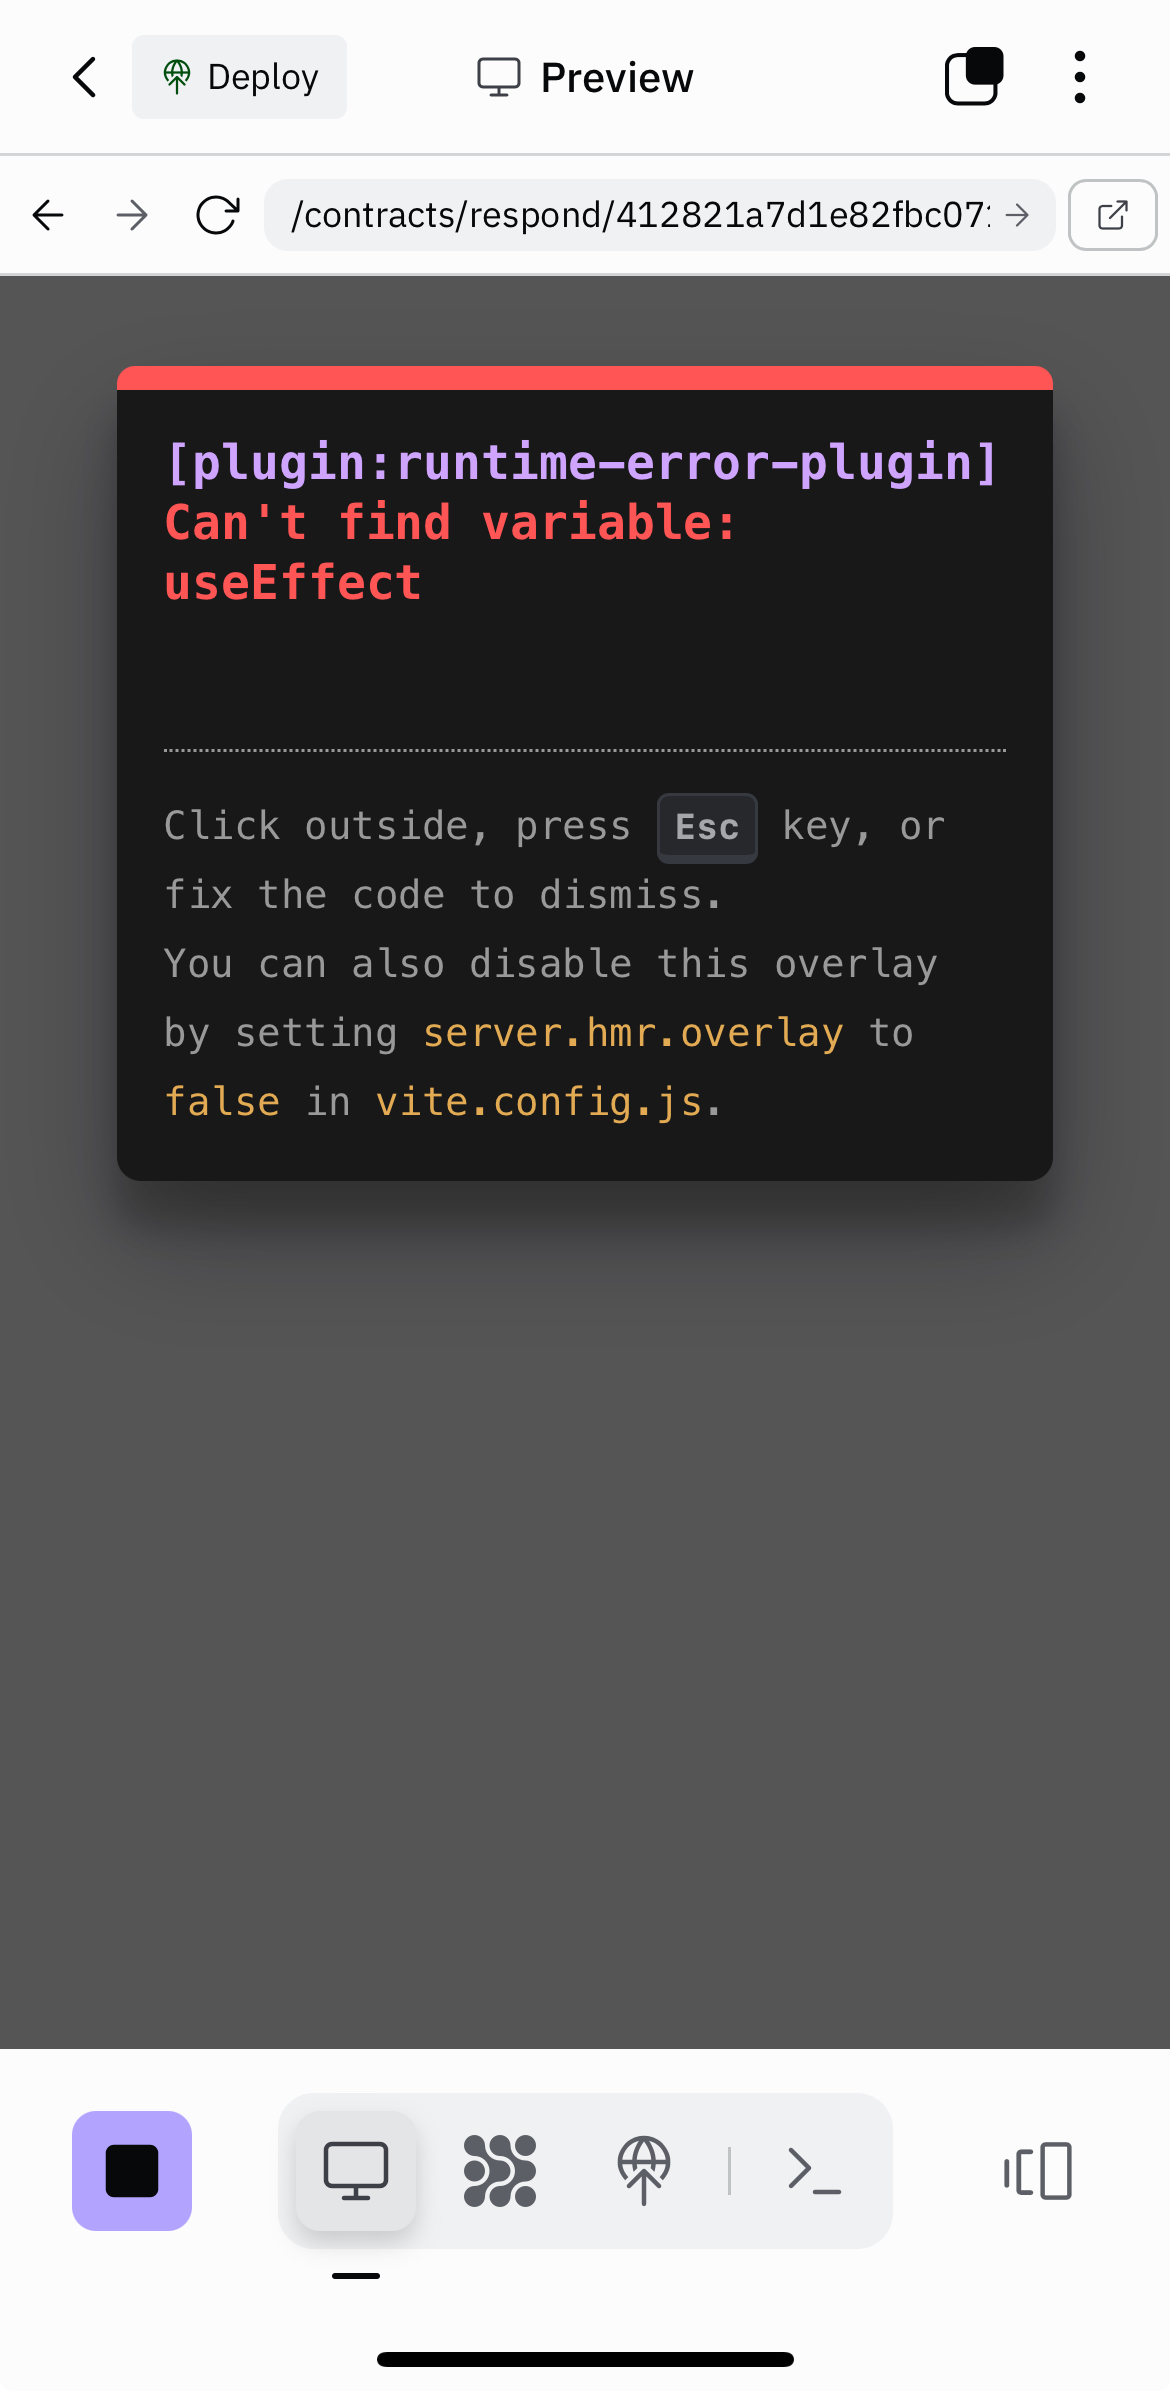 Deploy
Preview
/contracts/respond/412821a7d1e82fbc07
[plugin:runtime-error-plugin]
Can't find variable:
useEffect
Click outside, press Esc key, or
fix the code to dismiss.
You can also disable this overlay
by setting server.hmr.overlay to
false in vite.config.js.